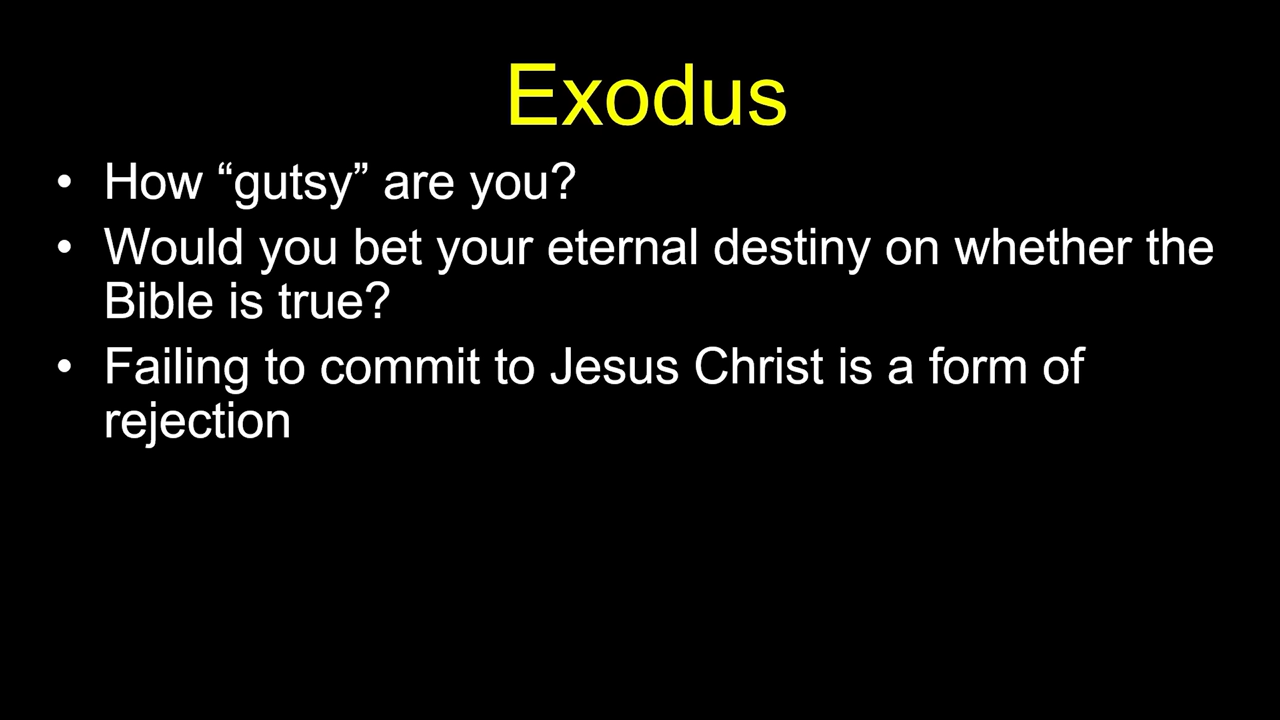 Exodus
• How “gutsy” are you?
• Would you bet your eternal destiny on whether the
Bible is true?
• Failing to commit to Jesus Christ is a form of
rejection